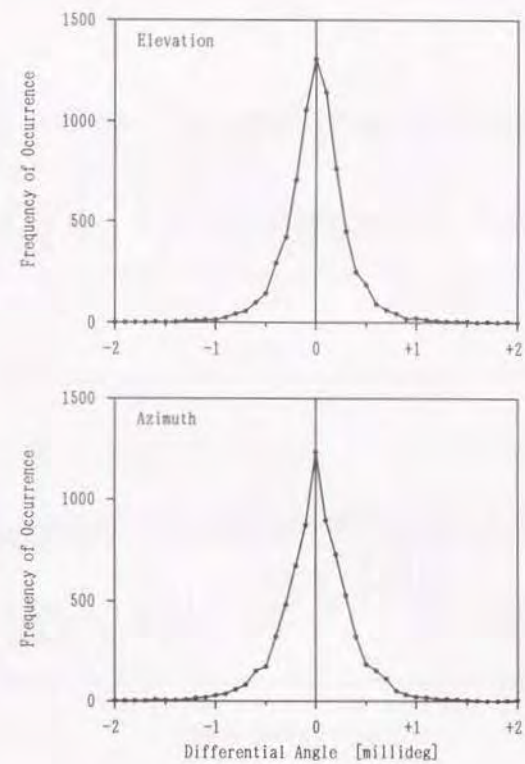 1500
Elevation
1000
Frequency of Occurrence
500
0
-2 -1 0 +1 +2
1500
Azimuth
1000
Frequency of Occurrence
500
0
-2 -1 0 +1 +2
Differential Angle [millideg]